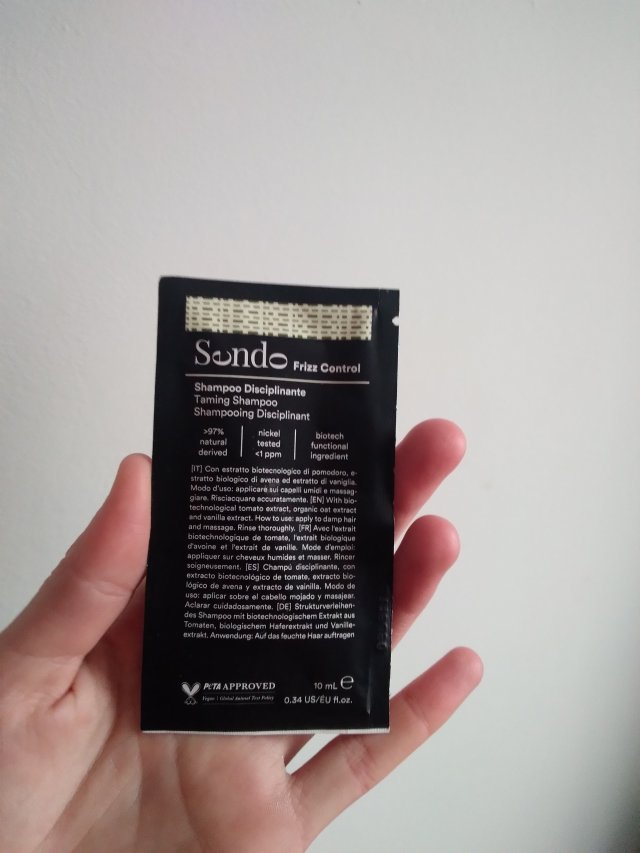 Sendo Frizz Control
Shampoo Disciplinante
Taming Shampoo
Shampooing Disciplinant
>97%
natural
derived
nickel
tested
<1 ppm
biotech
functional
ingredient
[IT] Con estratto biotecnologico di pomodoro, e-
stratto biologico di avena ed estratto di vaniglia.
Modo d'uso: applicare sui capelli umidi e massag-
giare. Risciacquare accuratamente. [EN] With bio-
technological tomato extract, organic oat extract
and vanilla extract. How to use: apply to damp hair
and massage. Rinse thoroughly. [FR] Avec l'extrait
biotechnologique de tomate, l'extrait biologique
d'avoine et l'extrait de vanille. Mode d'emploi:
appliquer sur cheveux humides et masser. Rincer
soigneusement. [ES] Champú disciplinante, con
extracto biotecnológico de tomate, extracto bio-
lógico de avena y extracto de vainilla. Modo de
uso: aplicar sobre el cabello mojado y masajear.
Aclarar cuidadosamente. [DE] Strukturverleihen-
des Shampoo mit biotechnologischem Extrakt aus
Tomaten, biologischem Haferextrakt und Vanille-
extrakt. Anwendung: Auf das feuchte Haar auftragen
PETA APPROVED
Vegan | Global Animal Test Policy
10 mL e
0.34 US/EU fl.oz.